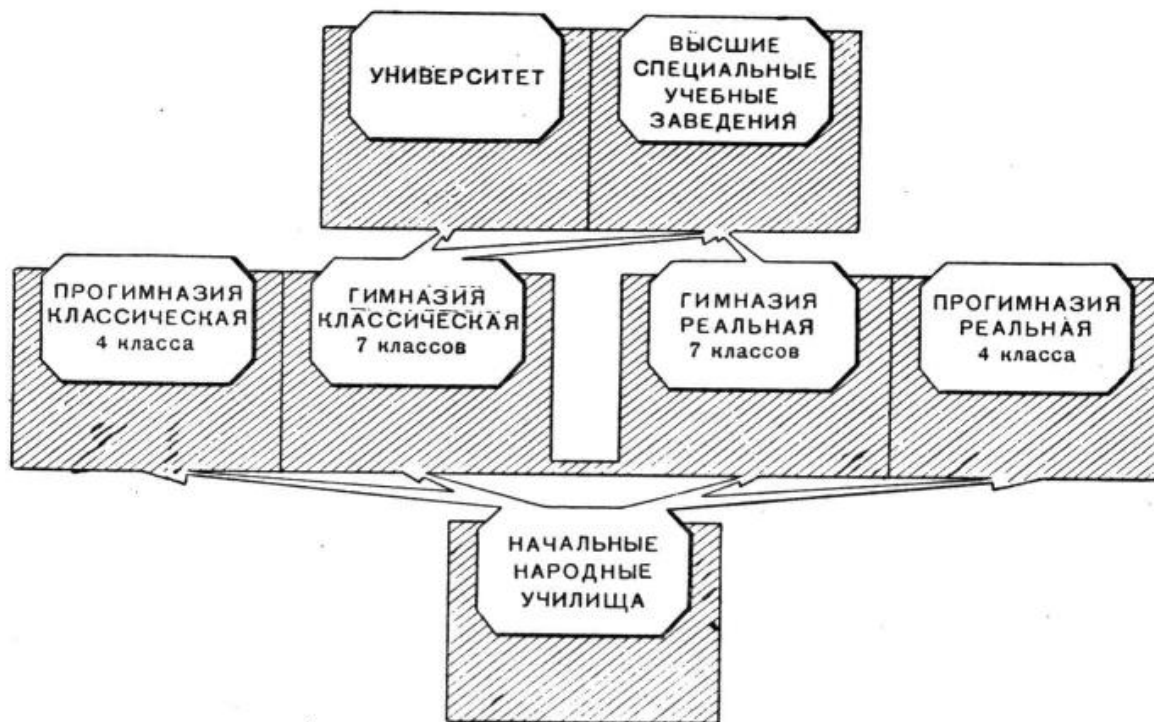 УНИВЕРСИТЕТ
ВЫСШИЕ
СПЕЦИАЛЬНЫЕ
УЧЕБНЫЕ
ЗАВЕДЕНИЯ
ПРОГИМНАЗИЯ
КЛАССИЧЕСКАЯ
4 класса
ГИМНАЗИЯ
КЛАССИЧЕСКАЯ
7 классов
ГИМНАЗИЯ
РЕАЛЬНАЯ
7 классов
ПРОГИМНАЗИЯ
РЕАЛЬНАЯ
4 класса
НАЧАЛЬНЫЕ
НАРОДНЫЕ
УЧИЛИЩА